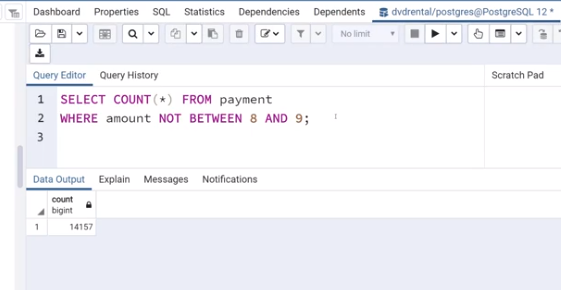 Dashboard Properties SQL Statistics Dependencies Dependents dvdrental/postgres@PostgreSQL 12 *
No limit
Query Editor Query History Scratch Pad
1 SELECT COUNT(*) FROM payment
2 WHERE amount NOT BETWEEN 8 AND 9;
3
Data Output Explain Messages Notifications
count
bigint
1 14157